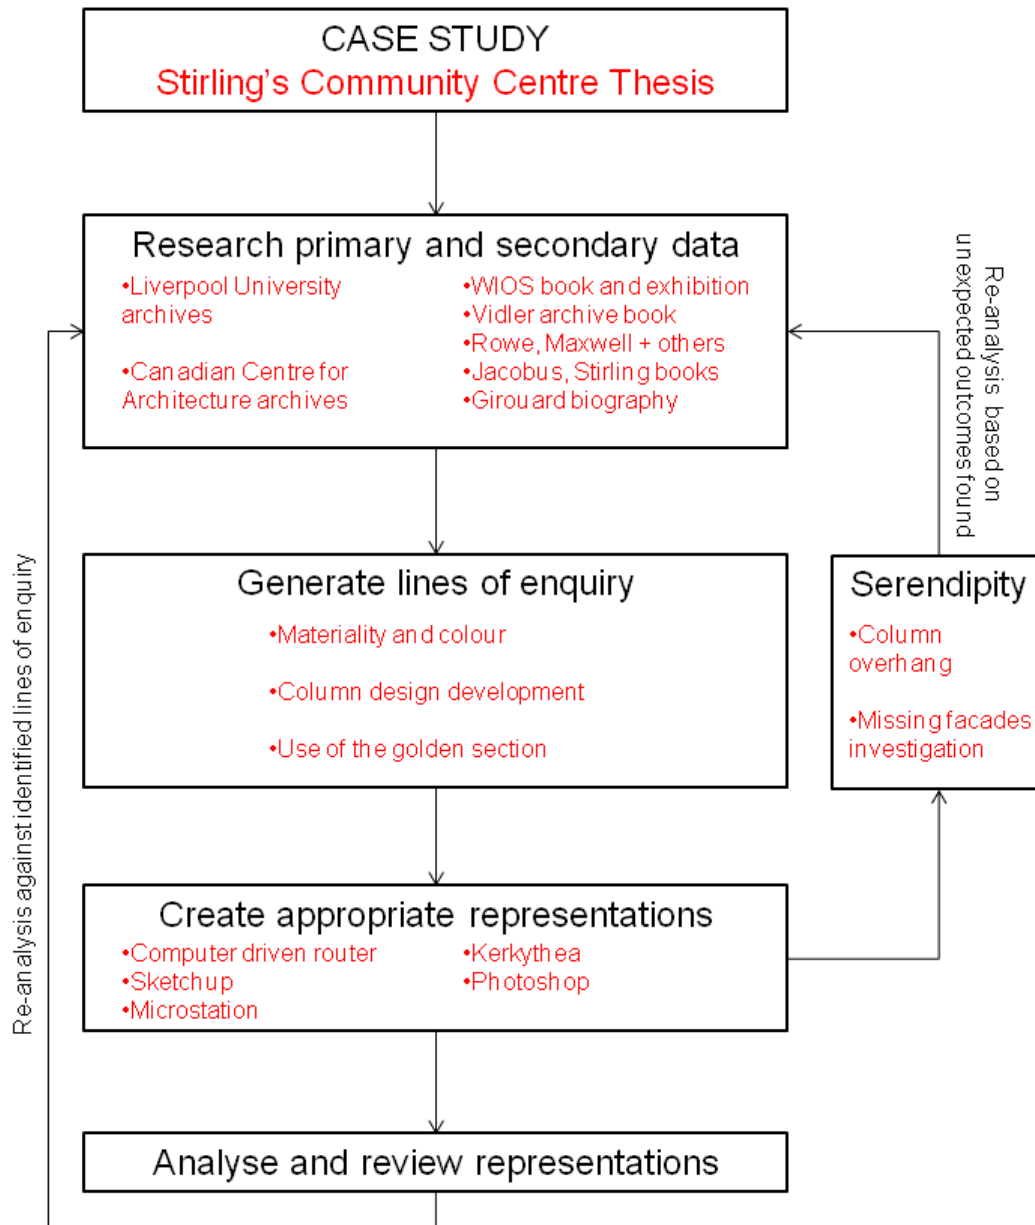 CASE STUDY
Stirling's Community Centre Thesis
Research primary and secondary data
•Liverpool University
archives
•Canadian Centre for
Architecture archives
•WIOS book and exhibition
•Vidler archive book
•Rowe, Maxwell + others
•Jacobus, Stirling books
•Girouard biography
Re-analysis based on
unexpected outcomes found
Generate lines of enquiry
•Materiality and colour
•Column design development
•Use of the golden section
Serendipity
•Column
overhang
•Missing facades
investigation
Re-analysis against identified lines of enquiry
Create appropriate representations
•Computer driven router
•Sketchup
•Microstation
•Kerkythea
•Photoshop
Analyse and review representations